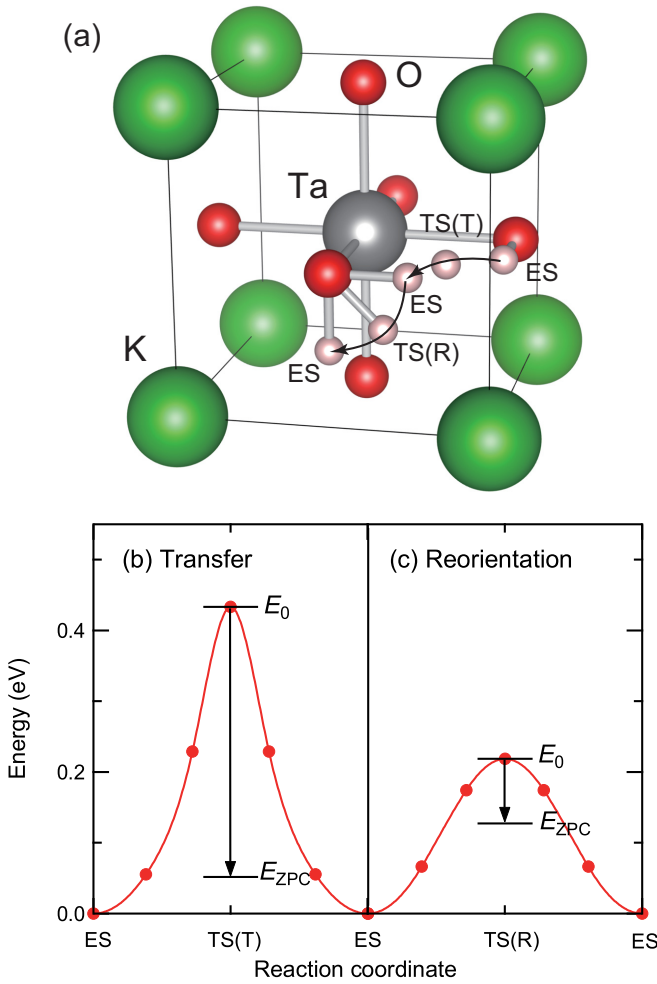 (a)
O
Ta
TS(T)
ES
ES
K
TS(R)
ES
(b) Transfer
(c) Reorientation
E0
E0
EZPC
EZPC
Energy (eV)
0.4
0.2
0.0
ES
TS(T)
ES
TS(R)
ES
Reaction coordinate